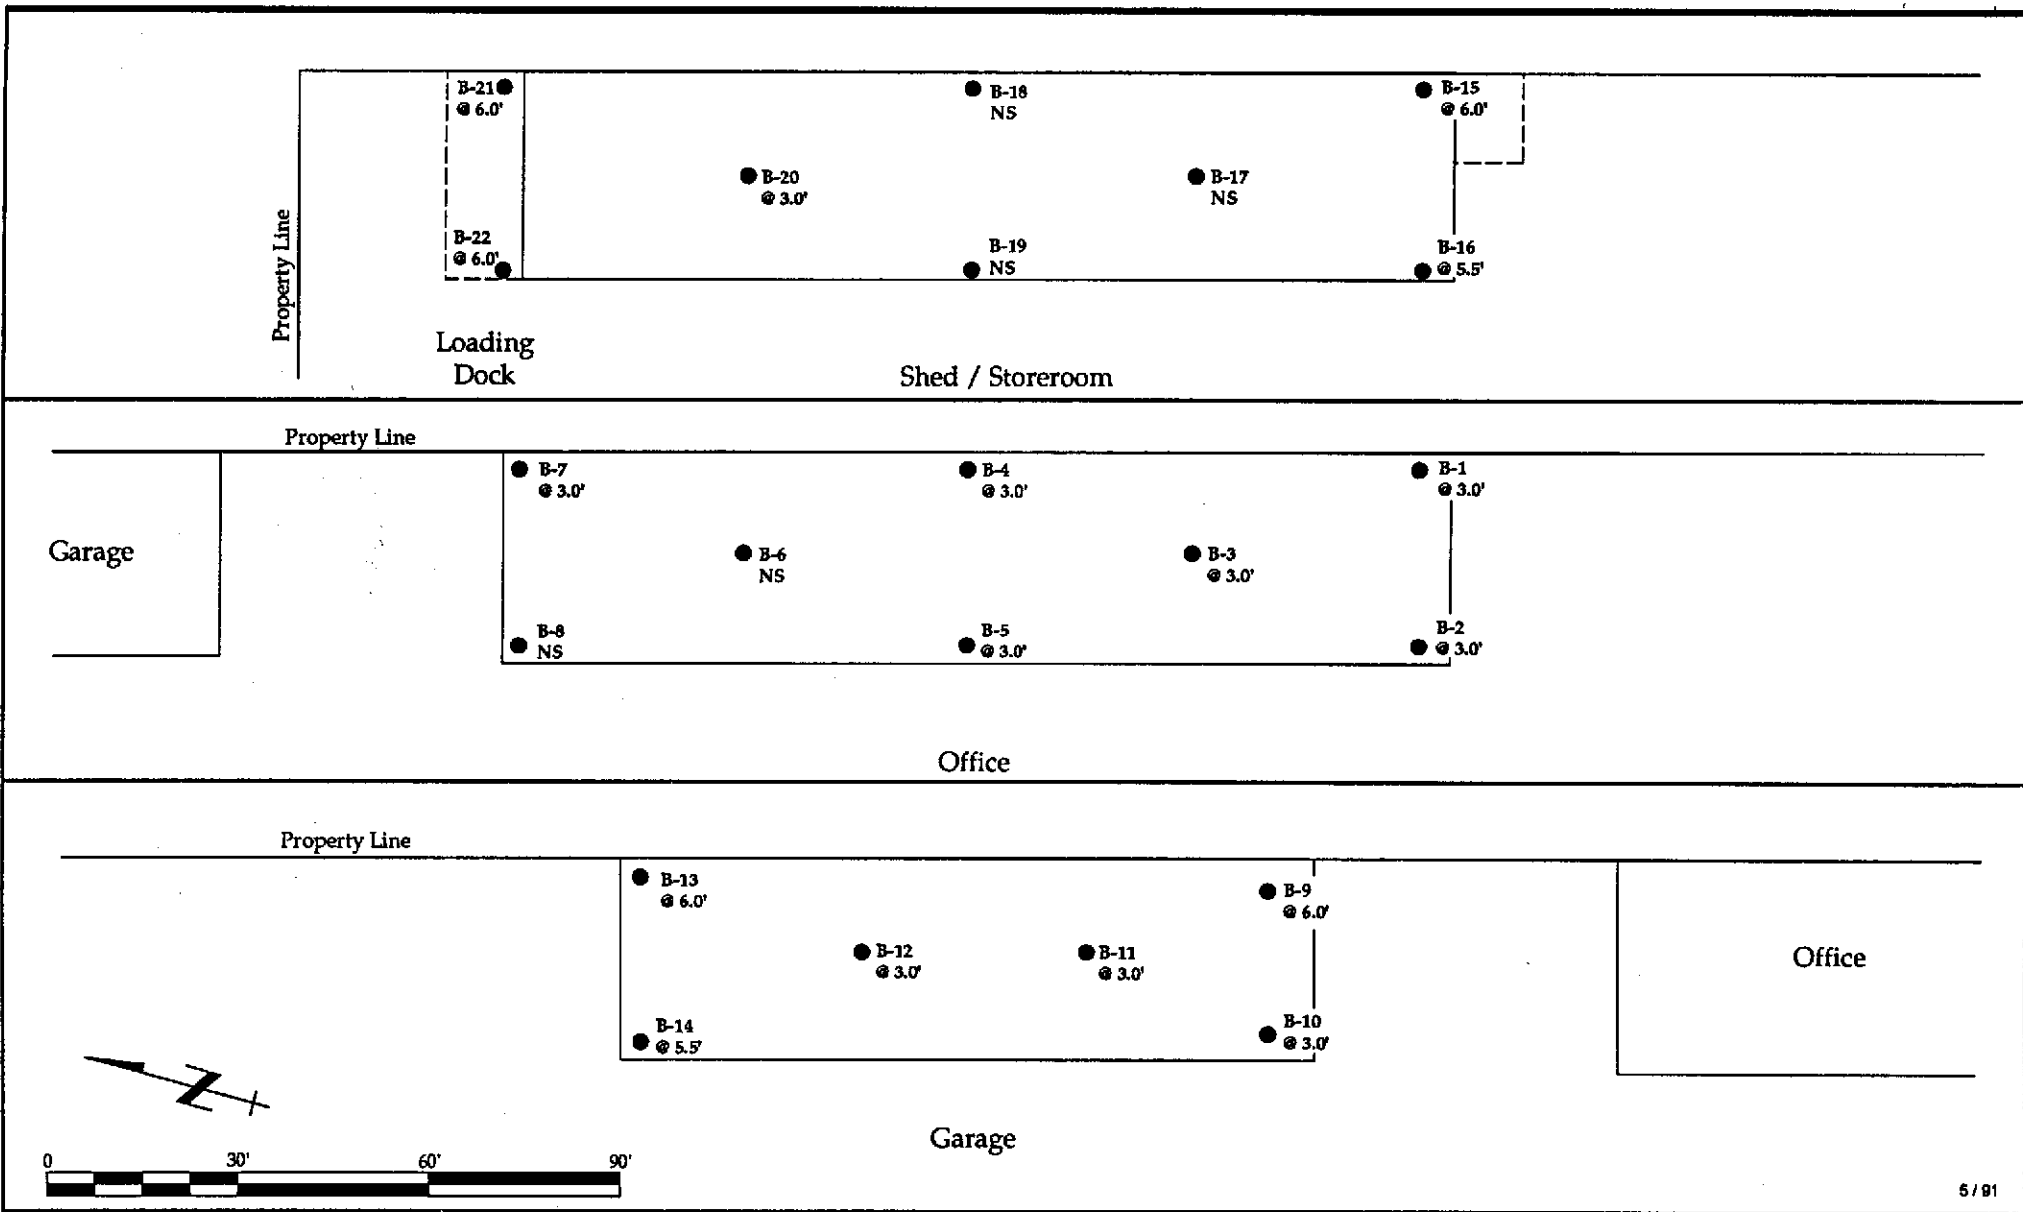 B-21
@ 6.0'
B-18
NS
B-15
@ 6.0'
B-20
@ 3.0'
B-17
NS
B-22
@ 6.0'
B-19
NS
B-16
@ 5.5'
Property Line
Loading
Dock
Shed / Storeroom
Property Line
B-7
@ 3.0'
B-4
@ 3.0'
B-1
@ 3.0'
Garage
B-6
NS
B-3
@ 3.0'
B-8
NS
B-5
@ 3.0'
B-2
@ 3.0'
Office
Property Line
B-13
@ 6.0'
B-9
@ 6.0'
B-12
@ 3.0'
B-11
@ 3.0'
Office
B-14
@ 5.5'
B-10
@ 3.0'
N
Garage
0 30' 60' 90'
5 / 91